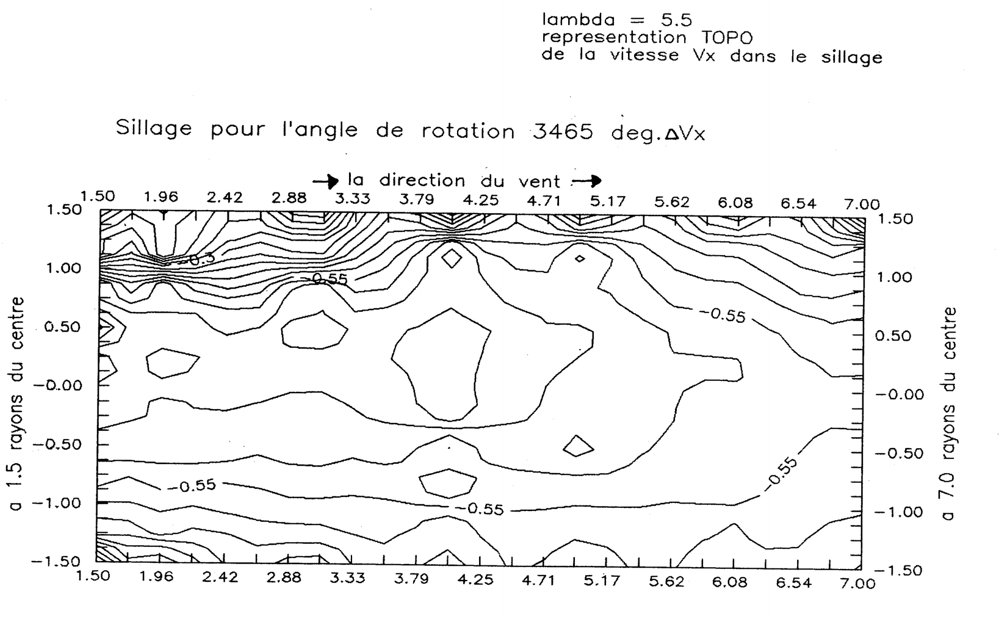 lambda = 5.5
representation TOPO
de la vitesse Vx dans le sillage
Sillage pour l'angle de rotation 3465 deg.ΔVx
→ la direction du vent →
1.50 1.96 2.42 2.88 3.33 3.79 4.25 4.71 5.17 5.62 6.08 6.54 7.00
1.50 1.50
-0.3
1.00 1.00
-0.55
-0.55
0.50 0.50
a 1.5 rayons du centre
a 7.0 rayons du centre
-0.00 -0.00
-0.50 -0.50
-0.55
-0.55
-1.00 -1.00
-0.55
-1.50 -1.50
1.50 1.96 2.42 2.88 3.33 3.79 4.25 4.71 5.17 5.62 6.08 6.54 7.00